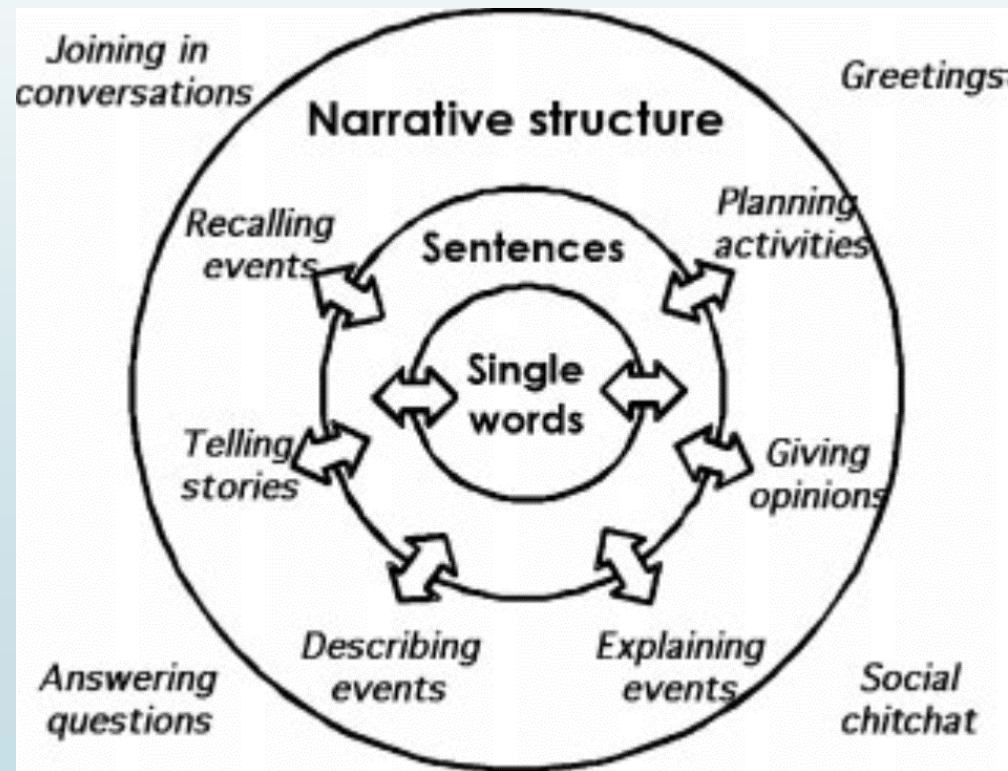 Joining in
conversations
Greetings
Narrative structure
Recalling
events
Planning
activities
Sentences
Single
words
Telling
stories
Giving
opinions
Describing
events
Explaining
events
Answering
questions
Social
chitchat